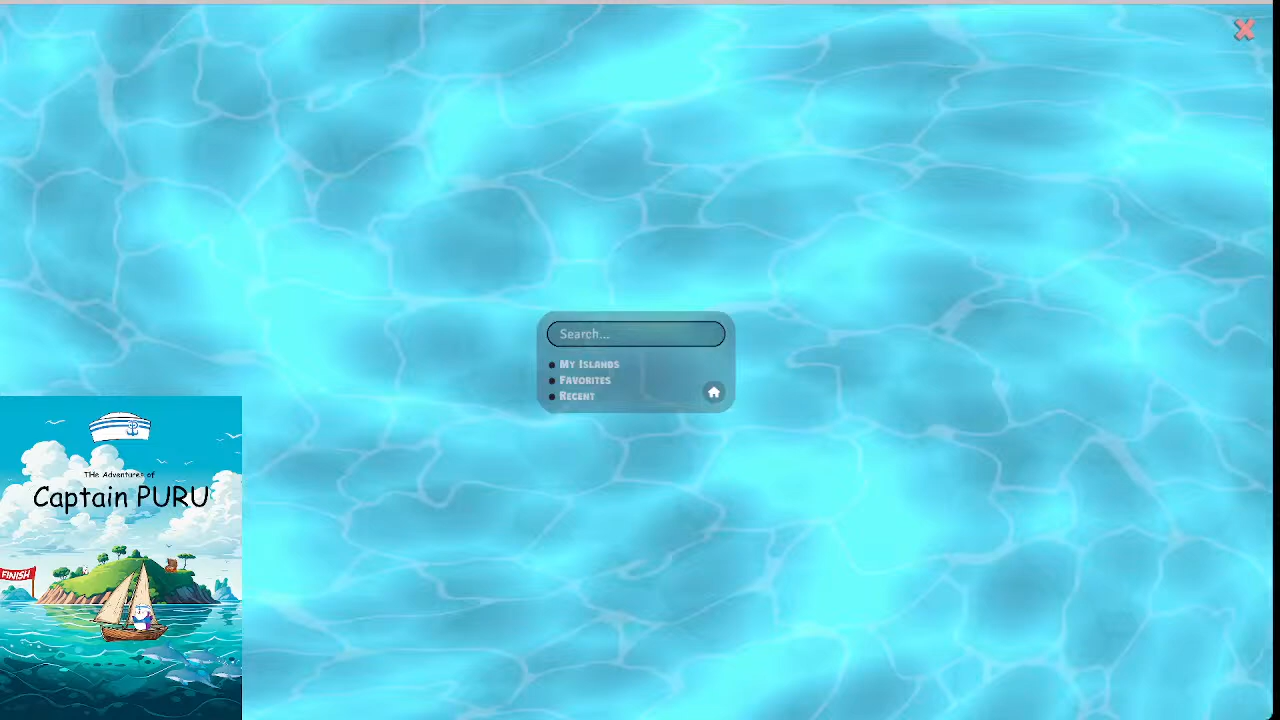 Search...
My Islands
Favorites
Recent
THe Adventures of
Captain PURU
FINISH